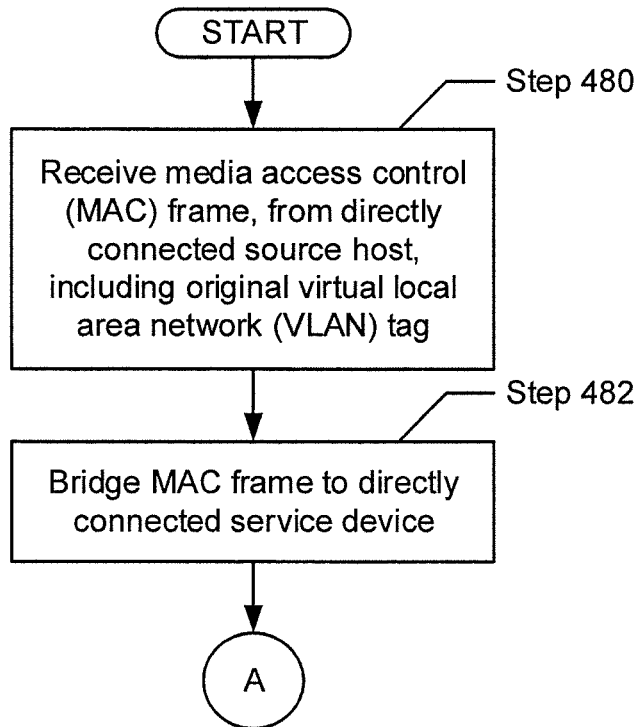 START
Step 480
Receive media access control
(MAC) frame, from directly
connected source host,
including original virtual local
area network (VLAN) tag
Step 482
Bridge MAC frame to directly
connected service device
A